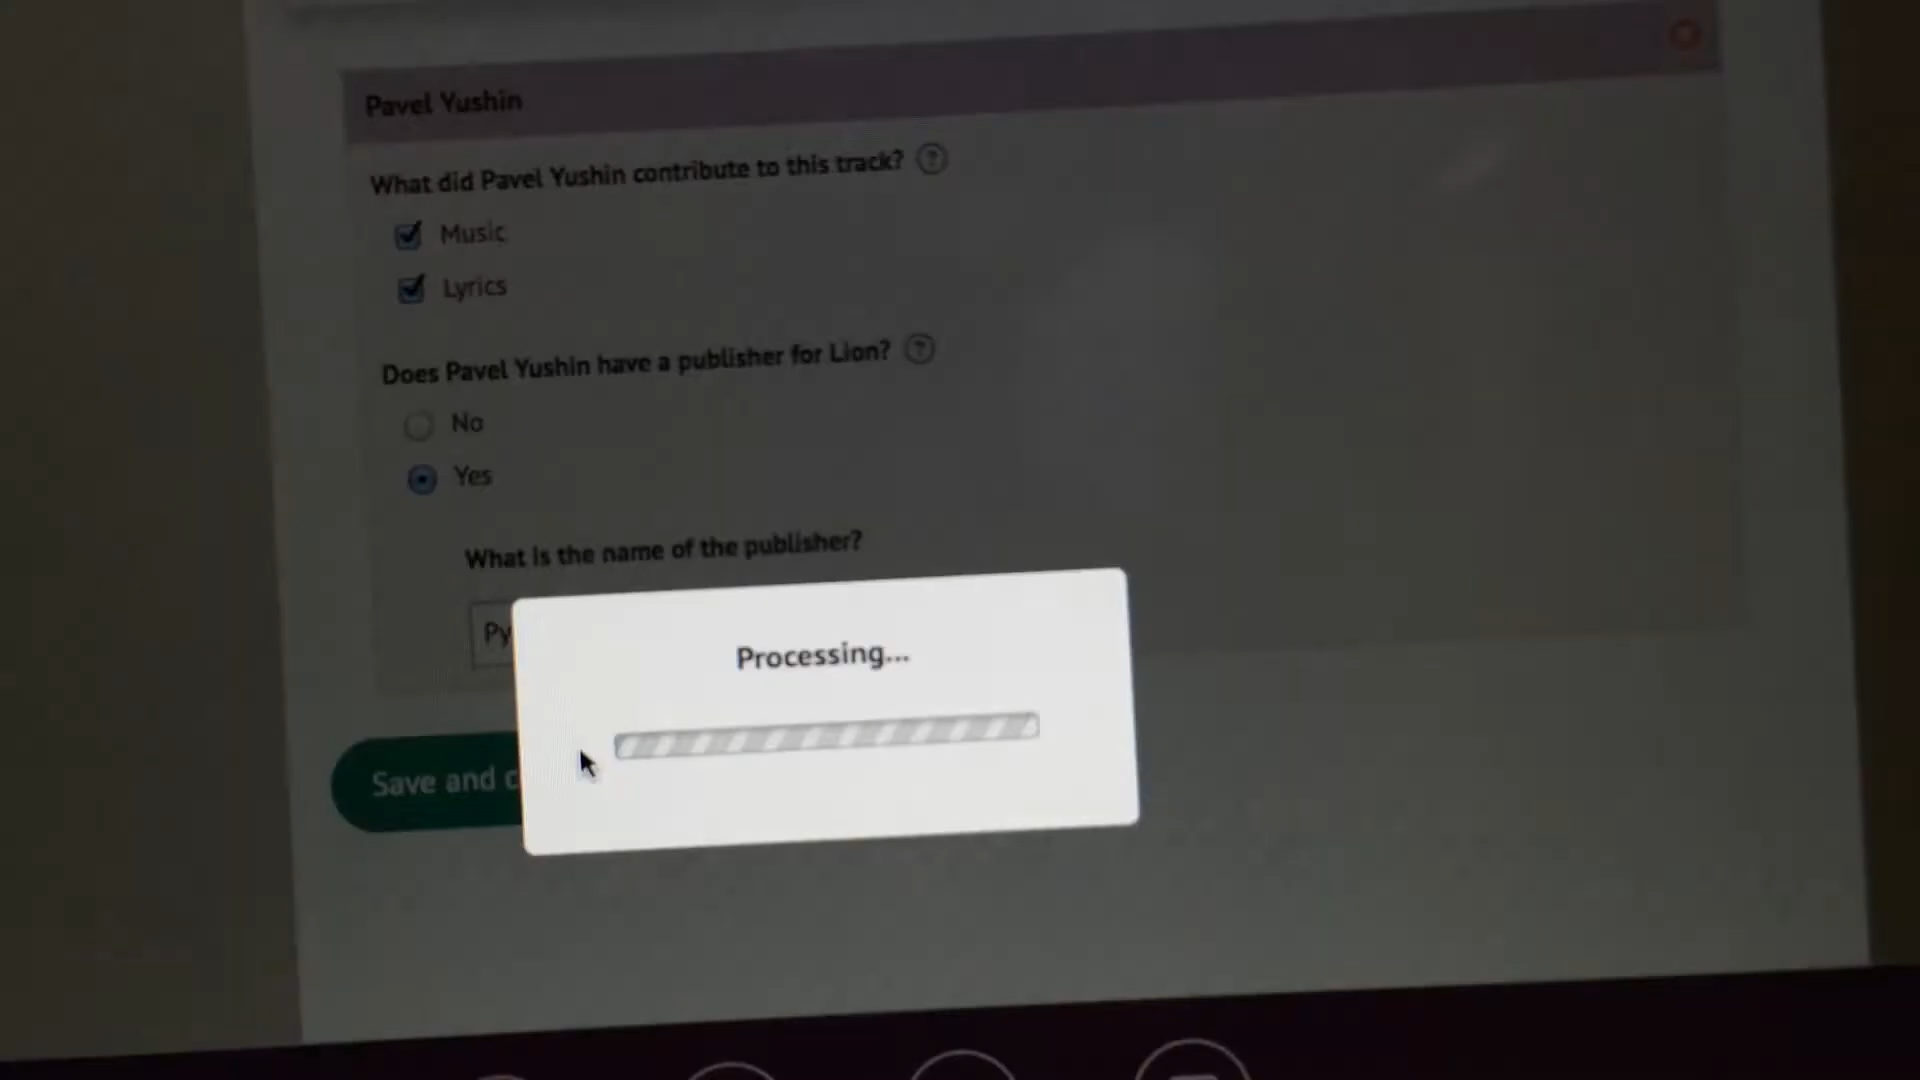 Pavel Yushin
What did Pavel Yushin contribute to this track? ?
Music
Lyrics
Does Pavel Yushin have a publisher for Lion? ?
No
Yes
What is the name of the publisher?
Py
Processing...
Save and c